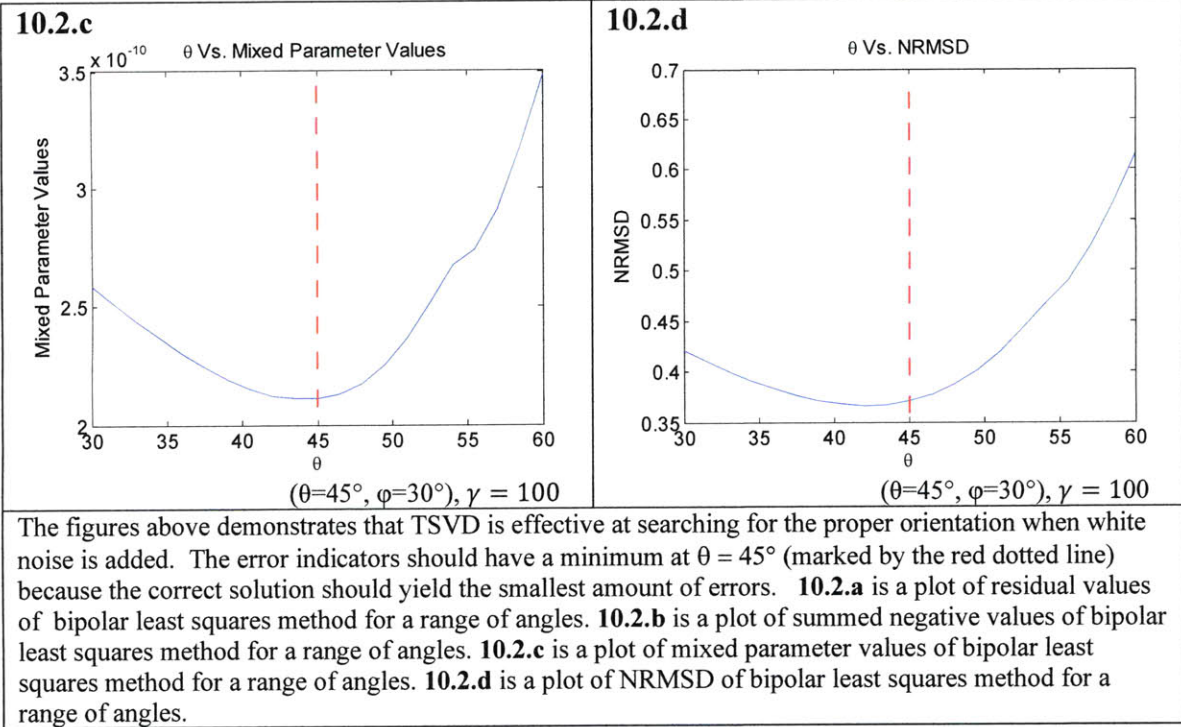 10.2.c
θ Vs. Mixed Parameter Values
x 10^-10
3.5
3
2.5
2
Mixed Parameter Values
30 35 40 45 50 55 60
θ
(θ=45°, φ=30°), γ = 100
10.2.d
θ Vs. NRMSD
0.7
0.65
0.6
0.55
0.5
0.45
0.4
0.35
NRMSD
30 35 40 45 50 55 60
θ
(θ=45°, φ=30°), γ = 100
The figures above demonstrates that TSVD is effective at searching for the proper orientation when white
noise is added. The error indicators should have a minimum at θ = 45° (marked by the red dotted line)
because the correct solution should yield the smallest amount of errors. 10.2.a is a plot of residual values
of bipolar least squares method for a range of angles. 10.2.b is a plot of summed negative values of bipolar
least squares method for a range of angles. 10.2.c is a plot of mixed parameter values of bipolar least
squares method for a range of angles. 10.2.d is a plot of NRMSD of bipolar least squares method for a
range of angles.